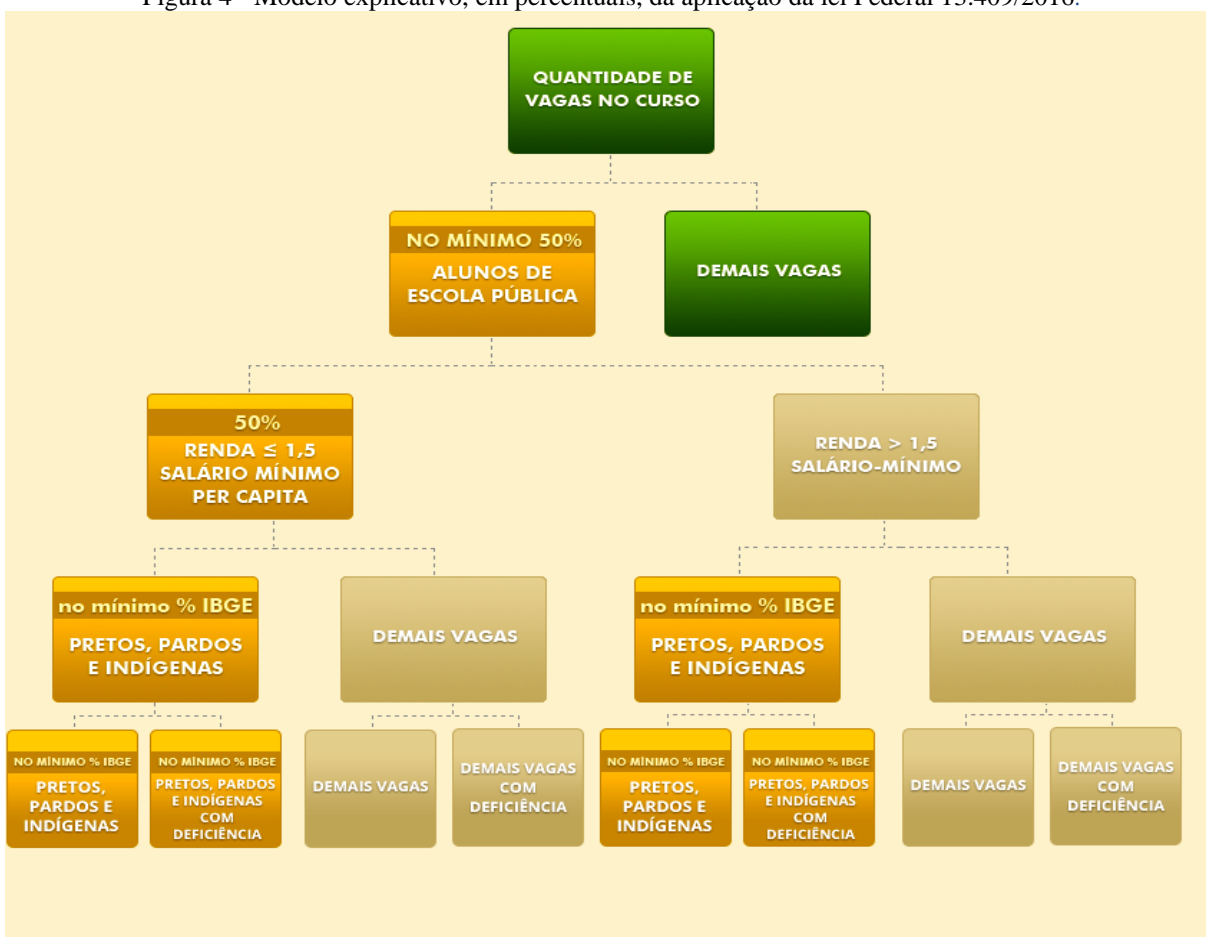 Figura 4 - Modelo explicativo, em percentuais, da aplicação da lei Federal 13.409/2016.
QUANTIDADE DE
VAGAS NO CURSO
NO MÍNIMO 50%
ALUNOS DE
ESCOLA PÚBLICA
DEMAIS VAGAS
50%
RENDA ≤ 1,5
SALÁRIO MÍNIMO
PER CAPITA
RENDA > 1,5
SALÁRIO-MÍNIMO
no mínimo % IBGE
PRETOS, PARDOS
E INDÍGENAS
DEMAIS VAGAS
no mínimo % IBGE
PRETOS, PARDOS
E INDÍGENAS
DEMAIS VAGAS
NO MÍNIMO % IBGE
PRETOS,
PARDOS E
INDÍGENAS
NO MÍNIMO % IBGE
PRETOS, PARDOS
E INDÍGENAS
COM
DEFICIÊNCIA
DEMAIS VAGAS
DEMAIS VAGAS
COM
DEFICIÊNCIA
NO MÍNIMO % IBGE
PRETOS,
PARDOS E
INDÍGENAS
NO MÍNIMO % IBGE
PRETOS, PARDOS
E INDÍGENAS
COM
DEFICIÊNCIA
DEMAIS VAGAS
DEMAIS VAGAS
COM
DEFICIÊNCIA